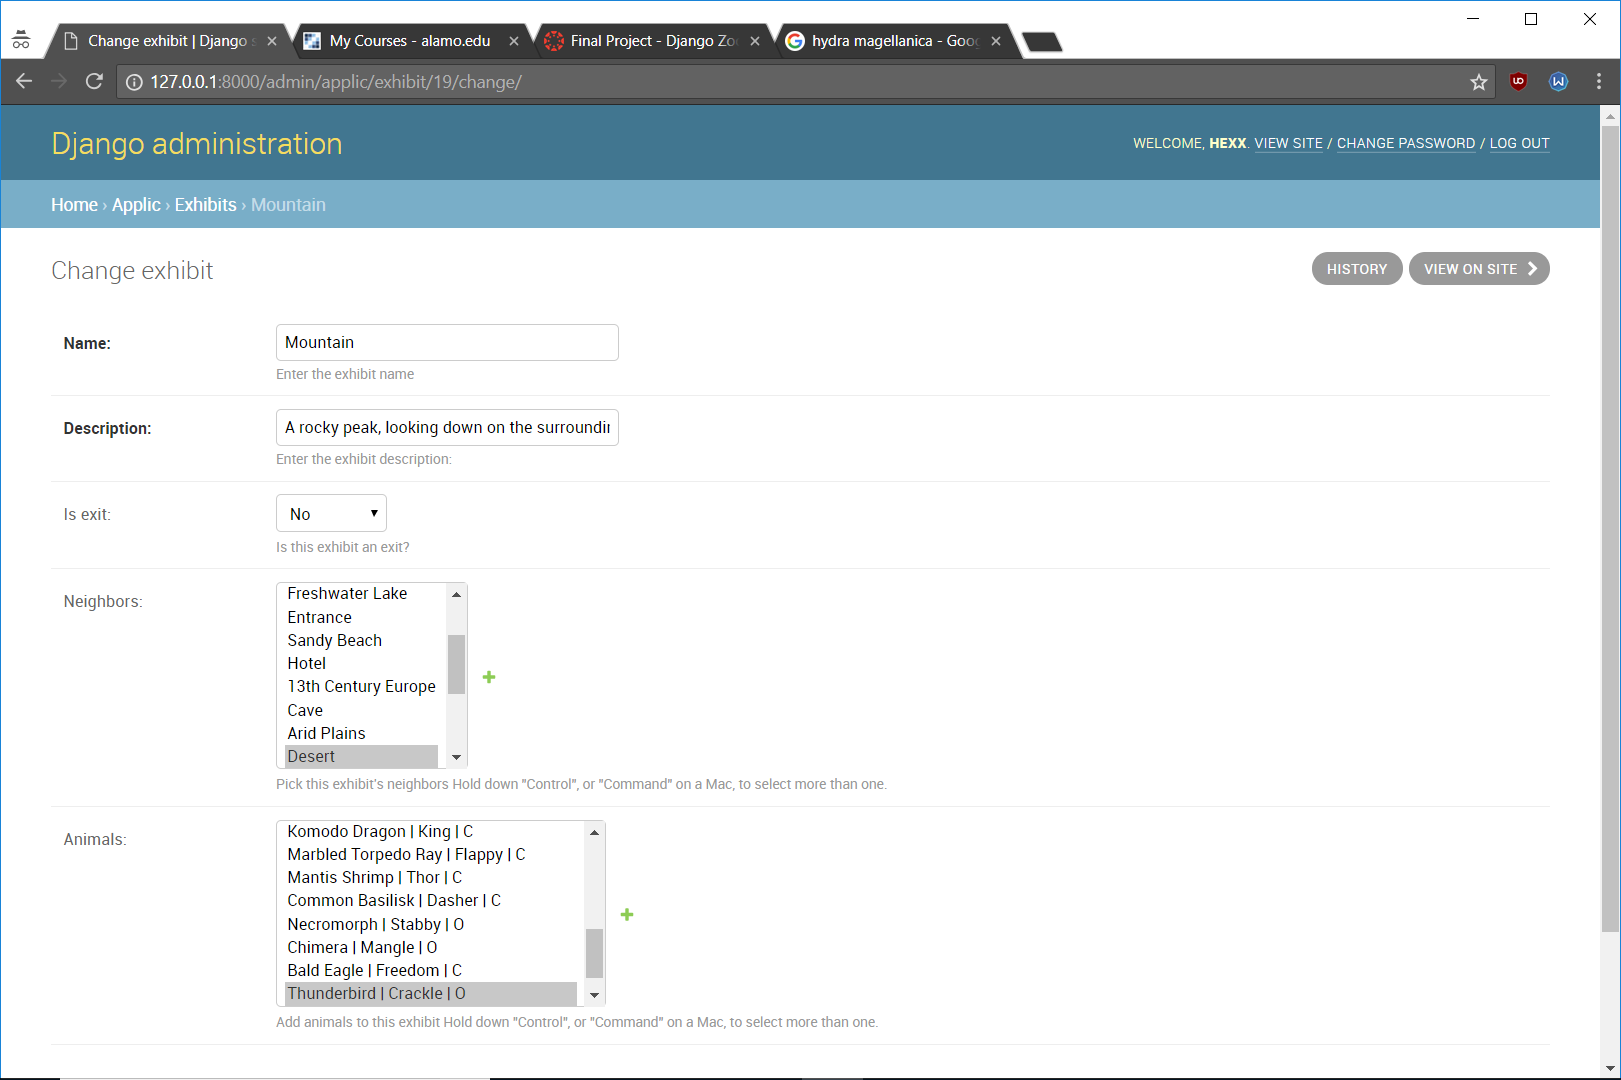 Change exhibit | Django s
My Courses - alamo.edu
Final Project - Django Zo
hydra magellanica - Goog
127.0.0.1:8000/admin/applic/exhibit/19/change/
Django administration
WELCOME, HEXX. VIEW SITE / CHANGE PASSWORD / LOG OUT
Home › Applic › Exhibits › Mountain
Change exhibit
HISTORY
VIEW ON SITE
Name:
Mountain
Enter the exhibit name
Description:
A rocky peak, looking down on the surroundin
Enter the exhibit description:
Is exit:
No
Is this exhibit an exit?
Neighbors:
Freshwater Lake
Entrance
Sandy Beach
Hotel
13th Century Europe
Cave
Arid Plains
Desert
Pick this exhibit's neighbors Hold down "Control", or "Command" on a Mac, to select more than one.
Animals:
Komodo Dragon | King | C
Marbled Torpedo Ray | Flappy | C
Mantis Shrimp | Thor | C
Common Basilisk | Dasher | C
Necromorph | Stabby | O
Chimera | Mangle | O
Bald Eagle | Freedom | C
Thunderbird | Crackle | O
Add animals to this exhibit Hold down "Control", or "Command" on a Mac, to select more than one.